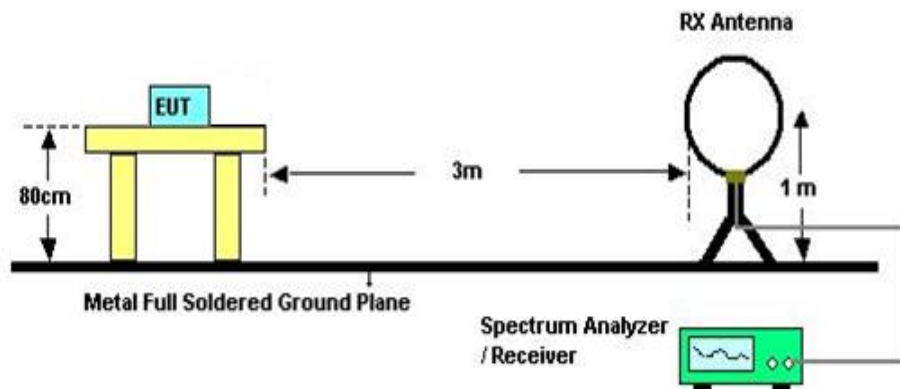 RX Antenna
EUT
3m
80cm
1 m
Metal Full Soldered Ground Plane
Spectrum Analyzer
/ Receiver